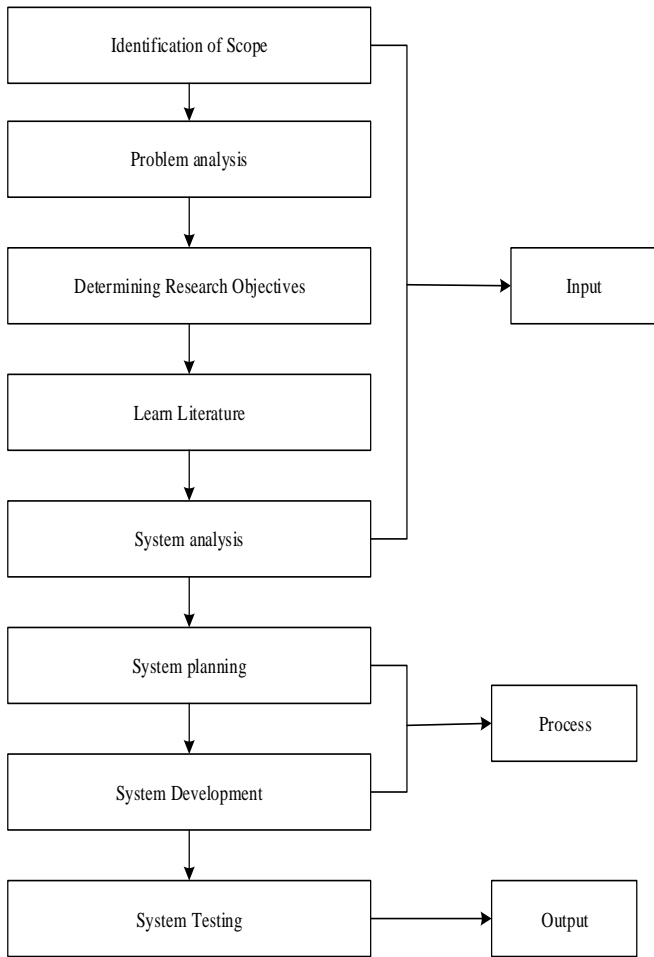 Identification of Scope
Problem analysis
Determining Research Objectives
Input
Learn Literature
System analysis
System planning
Process
System Development
System Testing
Output